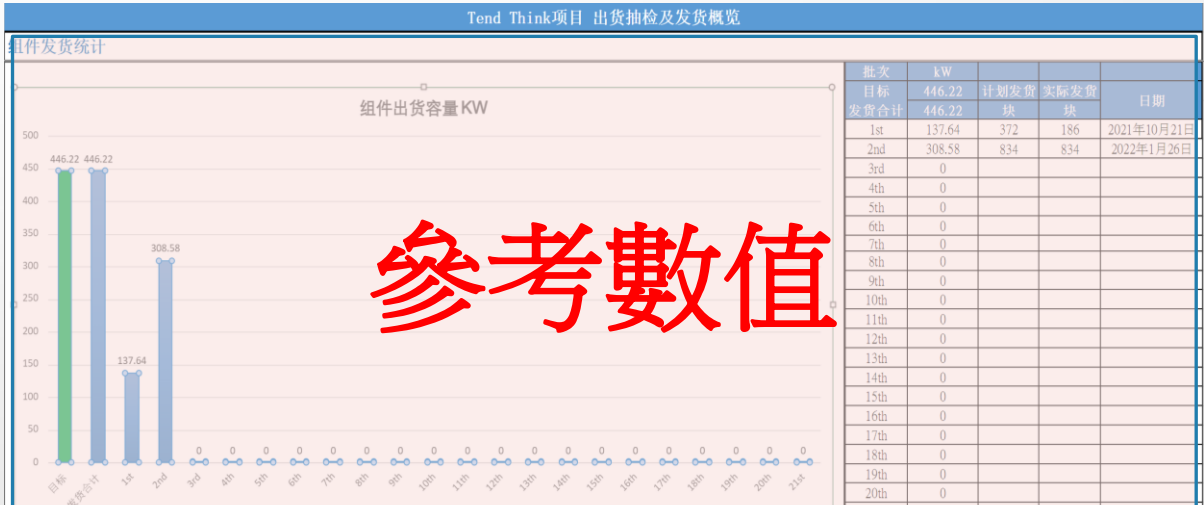 Tend Think项目 出货抽检及发货概览
组件发货统计
组件出货容量KW
500
450
400
350
300
250
200
150
100
50
0
446.22 446.22
137.64
308.58
0 0 0 0 0 0 0 0 0 0 0 0 0 0 0 0 0 0 0
目标 发货合计 1st 2nd 3rd 4th 5th 6th 7th 8th 9th 10th 11th 12th 13th 14th 15th 16th 17th 18th 19th 20th 21st
參考數值
批次 kW
目标 446.22 计划发货 实际发货 日期
发货合计 446.22 块 块
1st 137.64 372 186 2021年10月21日
2nd 308.58 834 834 2022年1月26日
3rd 0
4th 0
5th 0
6th 0
7th 0
8th 0
9th 0
10th 0
11th 0
12th 0
13th 0
14th 0
15th 0
16th 0
17th 0
18th 0
19th 0
20th 0